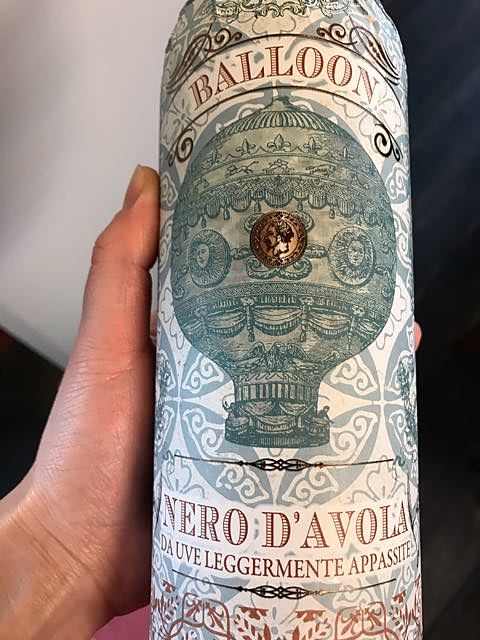 BALLOON
NERO D'AVOLA
DA UVE LEGGERMENTE APPASSITE